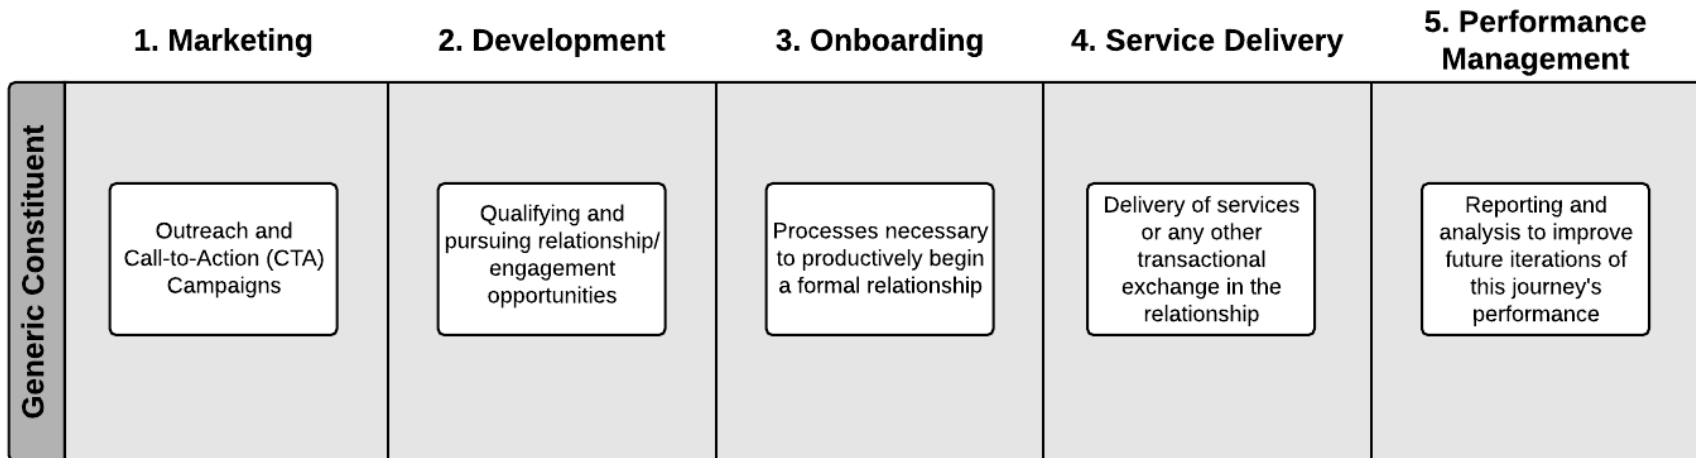 1. Marketing
2. Development
3. Onboarding
4. Service Delivery
5. Performance
Management
Generic Constituent
Outreach and
Call-to-Action (CTA)
Campaigns
Qualifying and
pursuing relationship/
engagement
opportunities
Processes necessary
to productively begin
a formal relationship
Delivery of services
or any other
transactional
exchange in the
relationship
Reporting and
analysis to improve
future iterations of
this journey's
performance